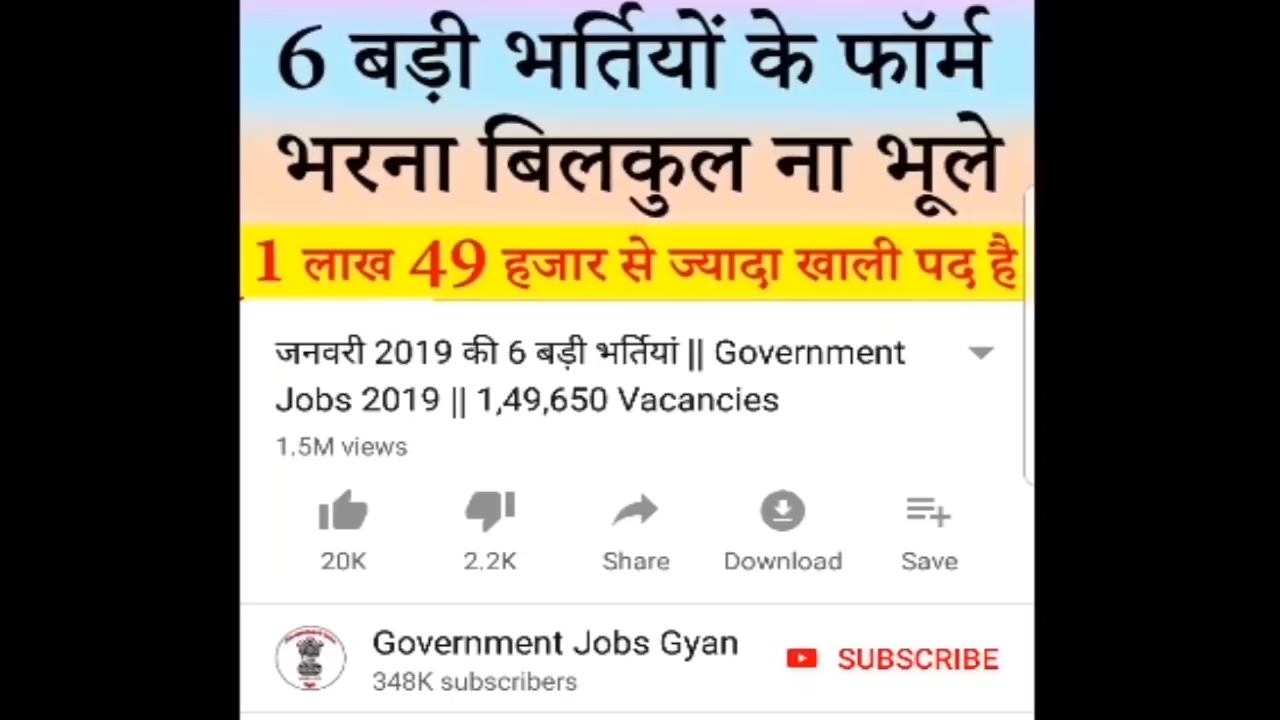 6 बड़ी भर्तियों के फॉर्म
भरना बिलकुल ना भूले
1 लाख 49 हजार से ज्यादा खाली पद है
जनवरी 2019 की 6 बड़ी भर्तियां || Government
Jobs 2019 || 1,49,650 Vacancies
1.5M views
20K 2.2K Share Download Save
Government Jobs Gyan
SUBSCRIBE
348K subscribers